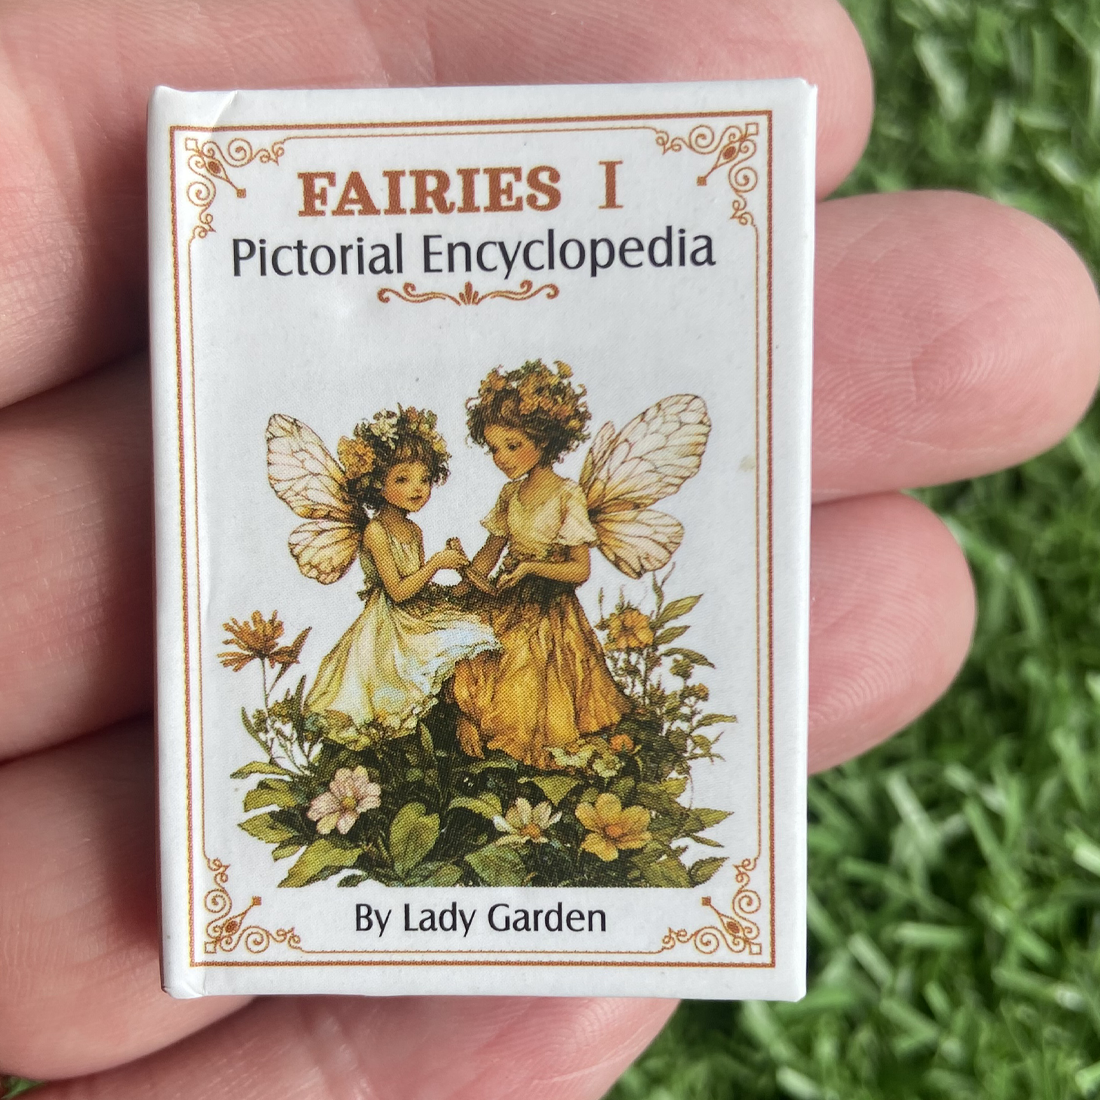 FAIRIES I
Pictorial Encyclopedia
By Lady Garden